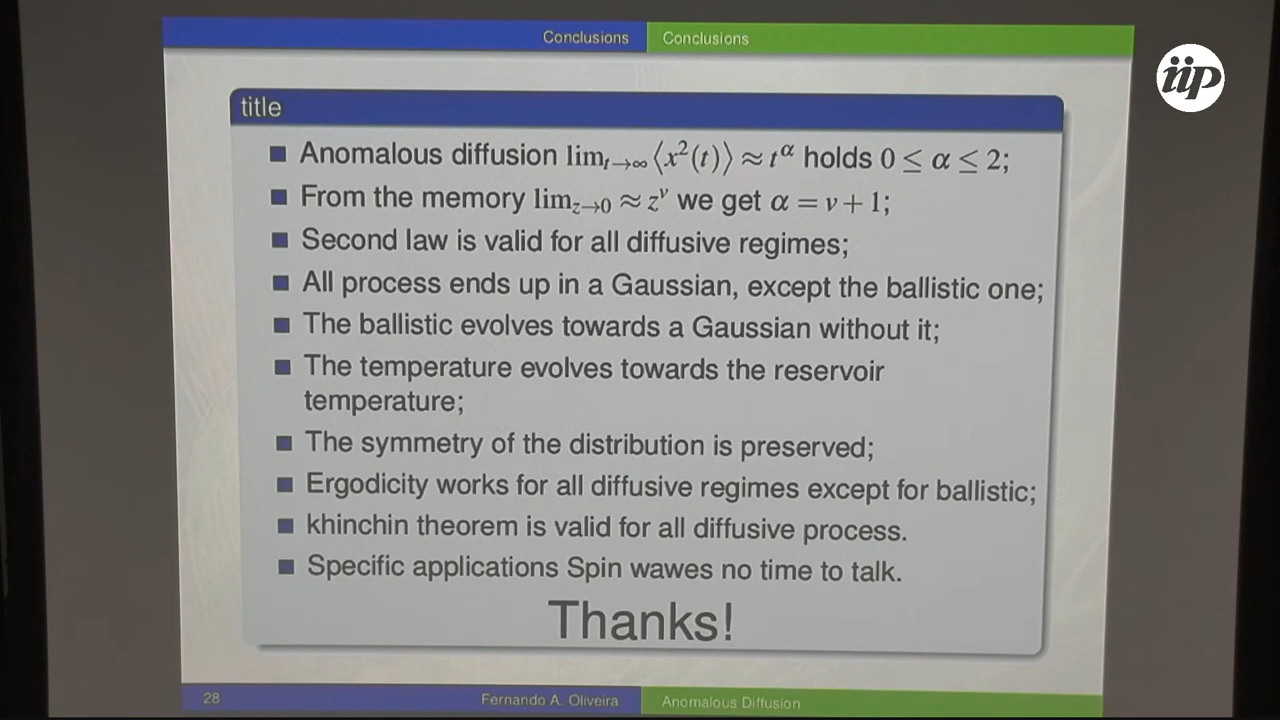 Conclusions Conclusions
iip
title
Anomalous diffusion lim_{t→∞} ⟨x²(t)⟩ ≈ t^α holds 0 ≤ α ≤ 2;
From the memory lim_{z→0} ≈ z^ν we get α = ν + 1;
Second law is valid for all diffusive regimes;
All process ends up in a Gaussian, except the ballistic one;
The ballistic evolves towards a Gaussian without it;
The temperature evolves towards the reservoir
temperature;
The symmetry of the distribution is preserved;
Ergodicity works for all diffusive regimes except for ballistic;
khinchin theorem is valid for all diffusive process.
Specific applications Spin wawes no time to talk.
Thanks!
28 Fernando A. Oliveira Anomalous Diffusion